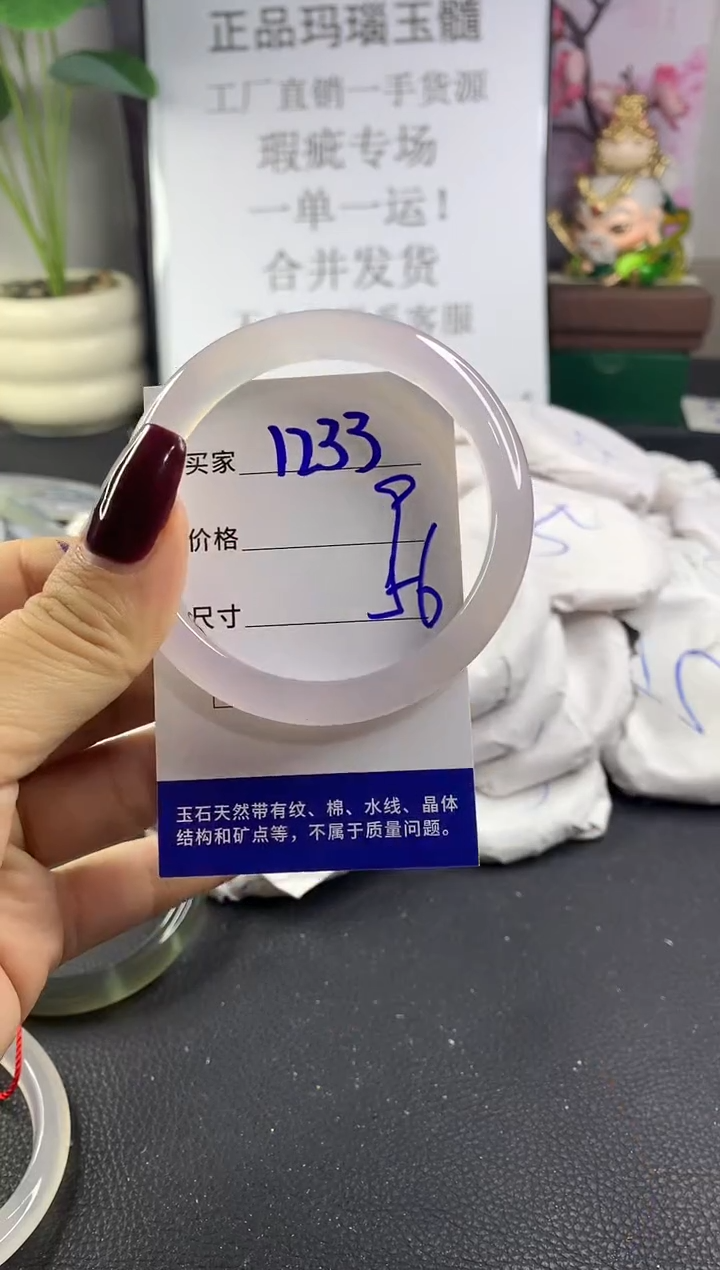 正品玛瑙玉髓
工厂直销一手货源
瑕疵专场
一单一运!
合并发货
客服
买家 1233
价格
尺寸 56
玉石天然带有纹、棉、水线、晶体
结构和矿点等，不属于质量问题。